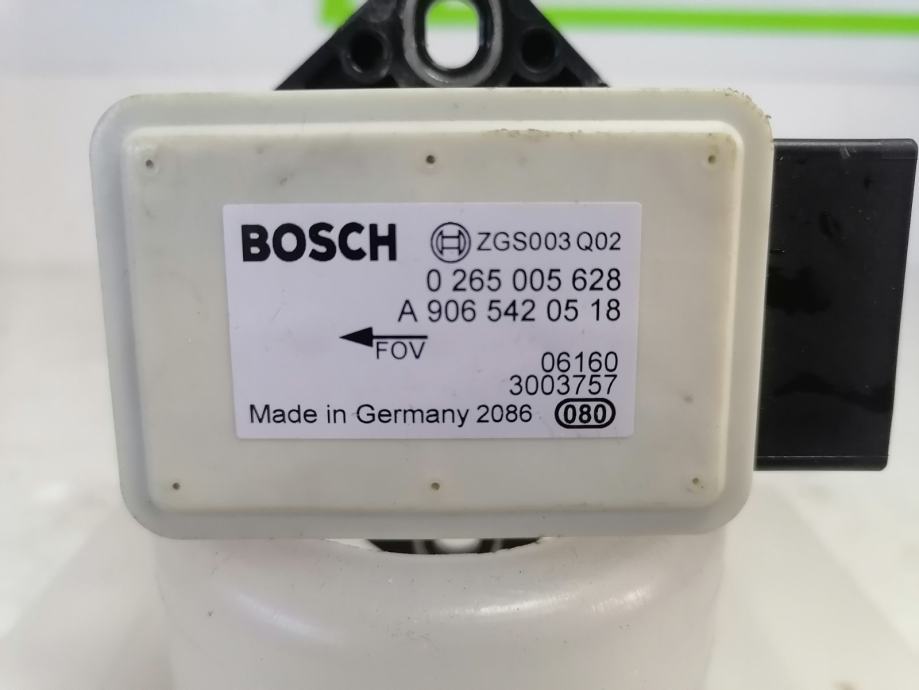 BOSCH ZGS003 Q02
0 265 005 628
A 906 542 05 18
FOV
06160
3003757
Made in Germany 2086 080